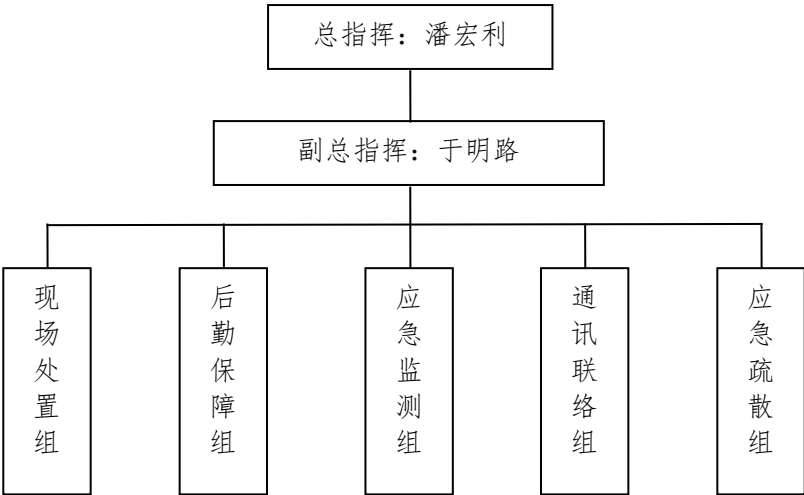 总指挥：潘宏利
副总指挥：于明路
现场处置组
后勤保障组
应急监测组
通讯联络组
应急疏散组